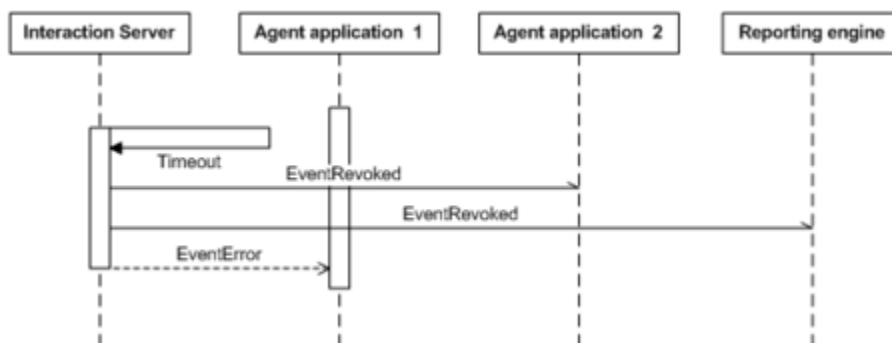 Interaction Server
Agent application 1
Agent application 2
Reporting engine
Timeout
EventRevoked
EventRevoked
EventError